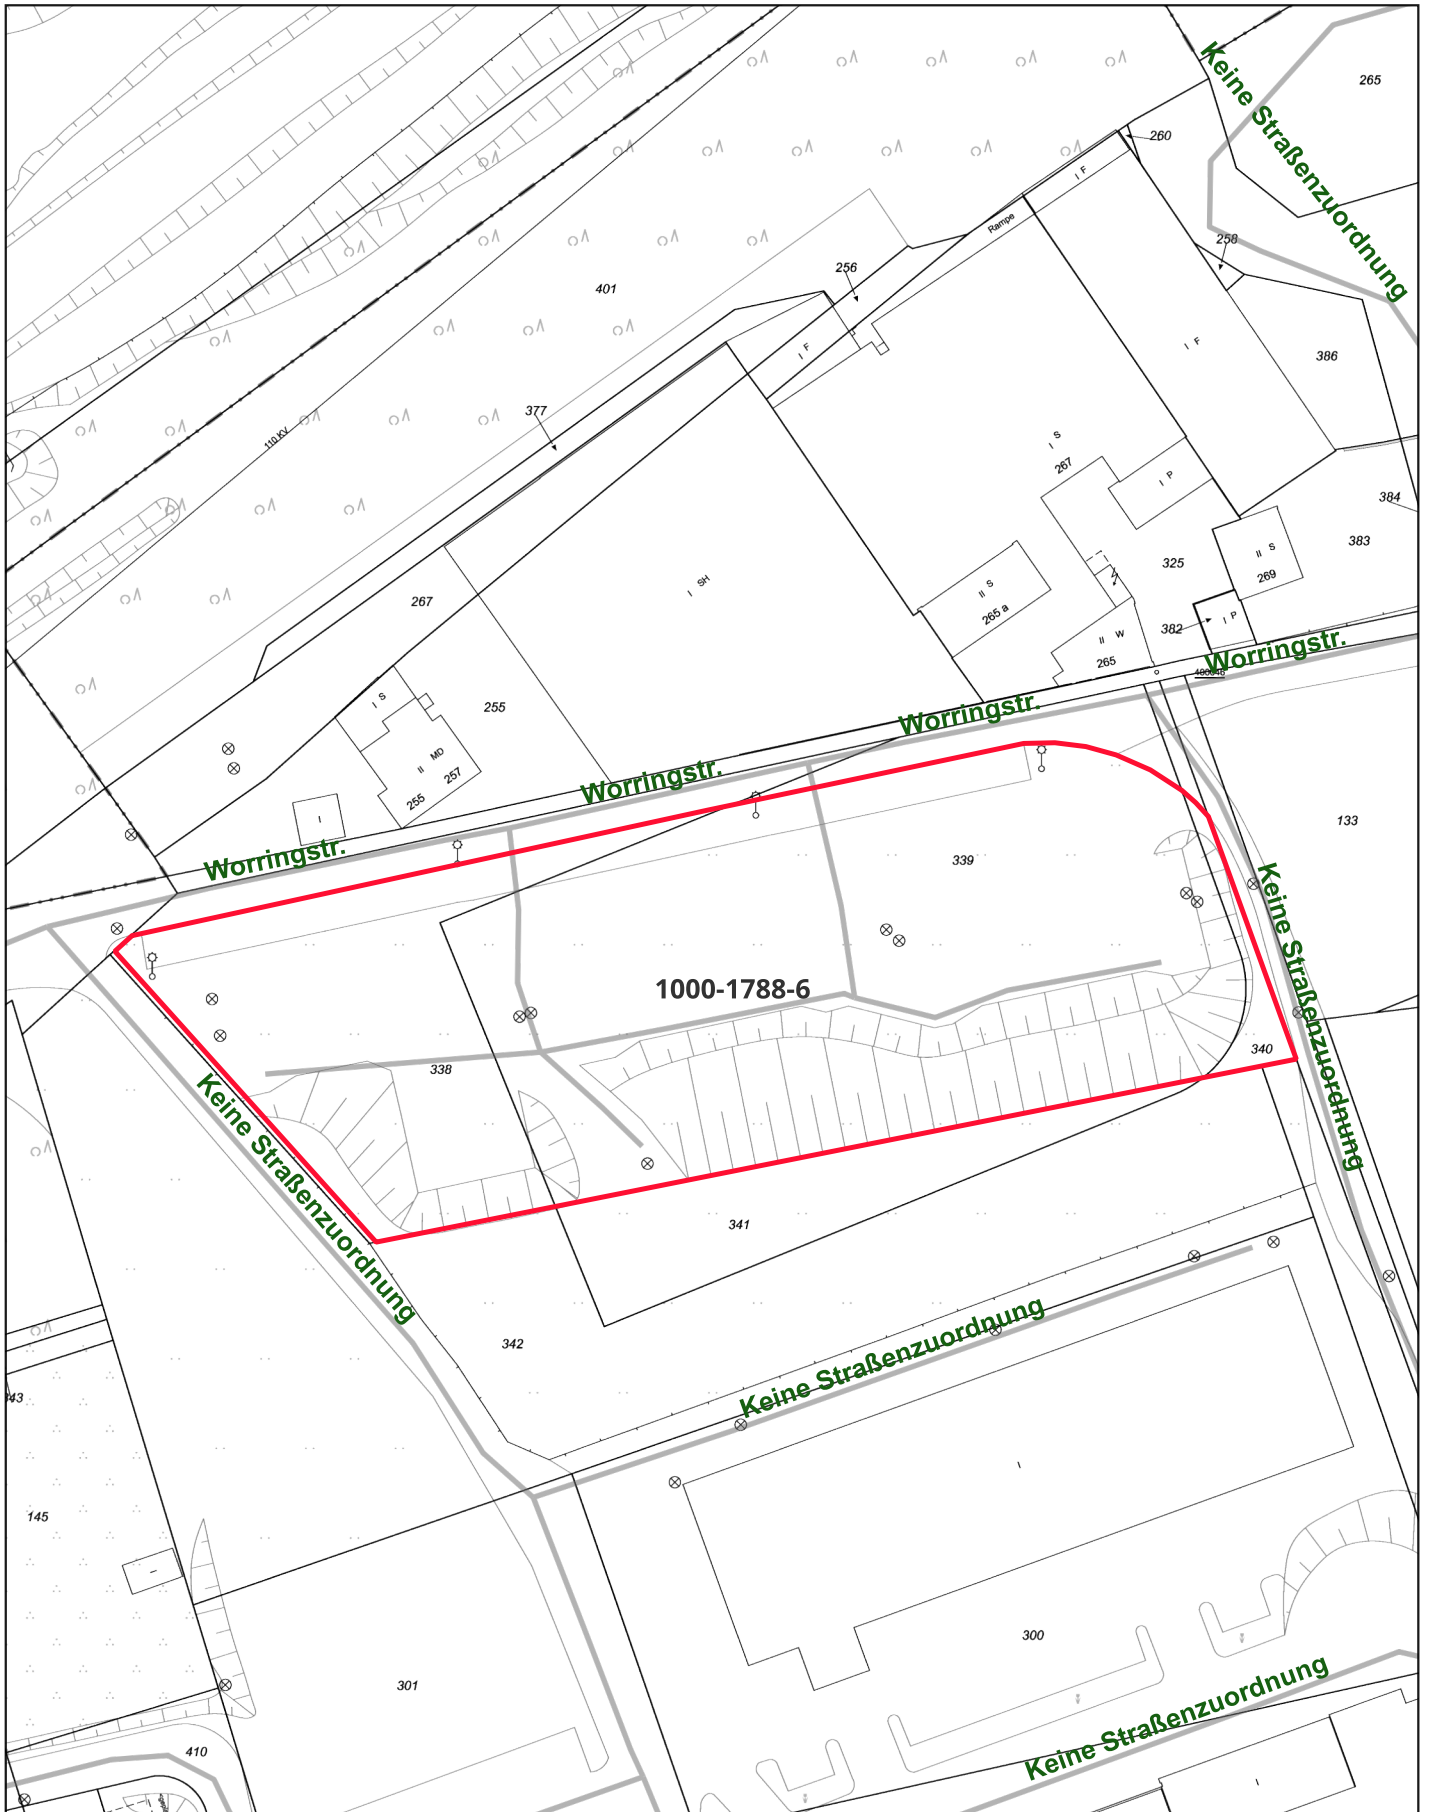 Keine Straßenzuordnung
265
260
I F
Rampe
258
256
401
I F
I F
386
377
110 KV
I S
267
I P
384
383
II S
269
325
I SH
267
II S
265 a
382
I P
II W
265
Worringstr.
400046
Worringstr.
255
I S
II MD
255
257
Worringstr.
I
Worringstr.
133
339
Keine Straßenzuordnung
1000-1788-6
340
338
Keine Straßenzuordnung
341
342
Keine Straßenzuordnung
I
145
I
300
301
Keine Straßenzuordnung
410
I